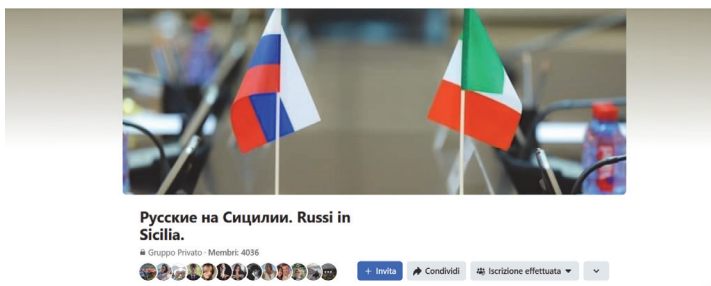 Русские на Сицилии. Russi in
Sicilia.
Gruppo Privato · Membri: 4036
+ Invita
Condividi
Iscrizione effettuata